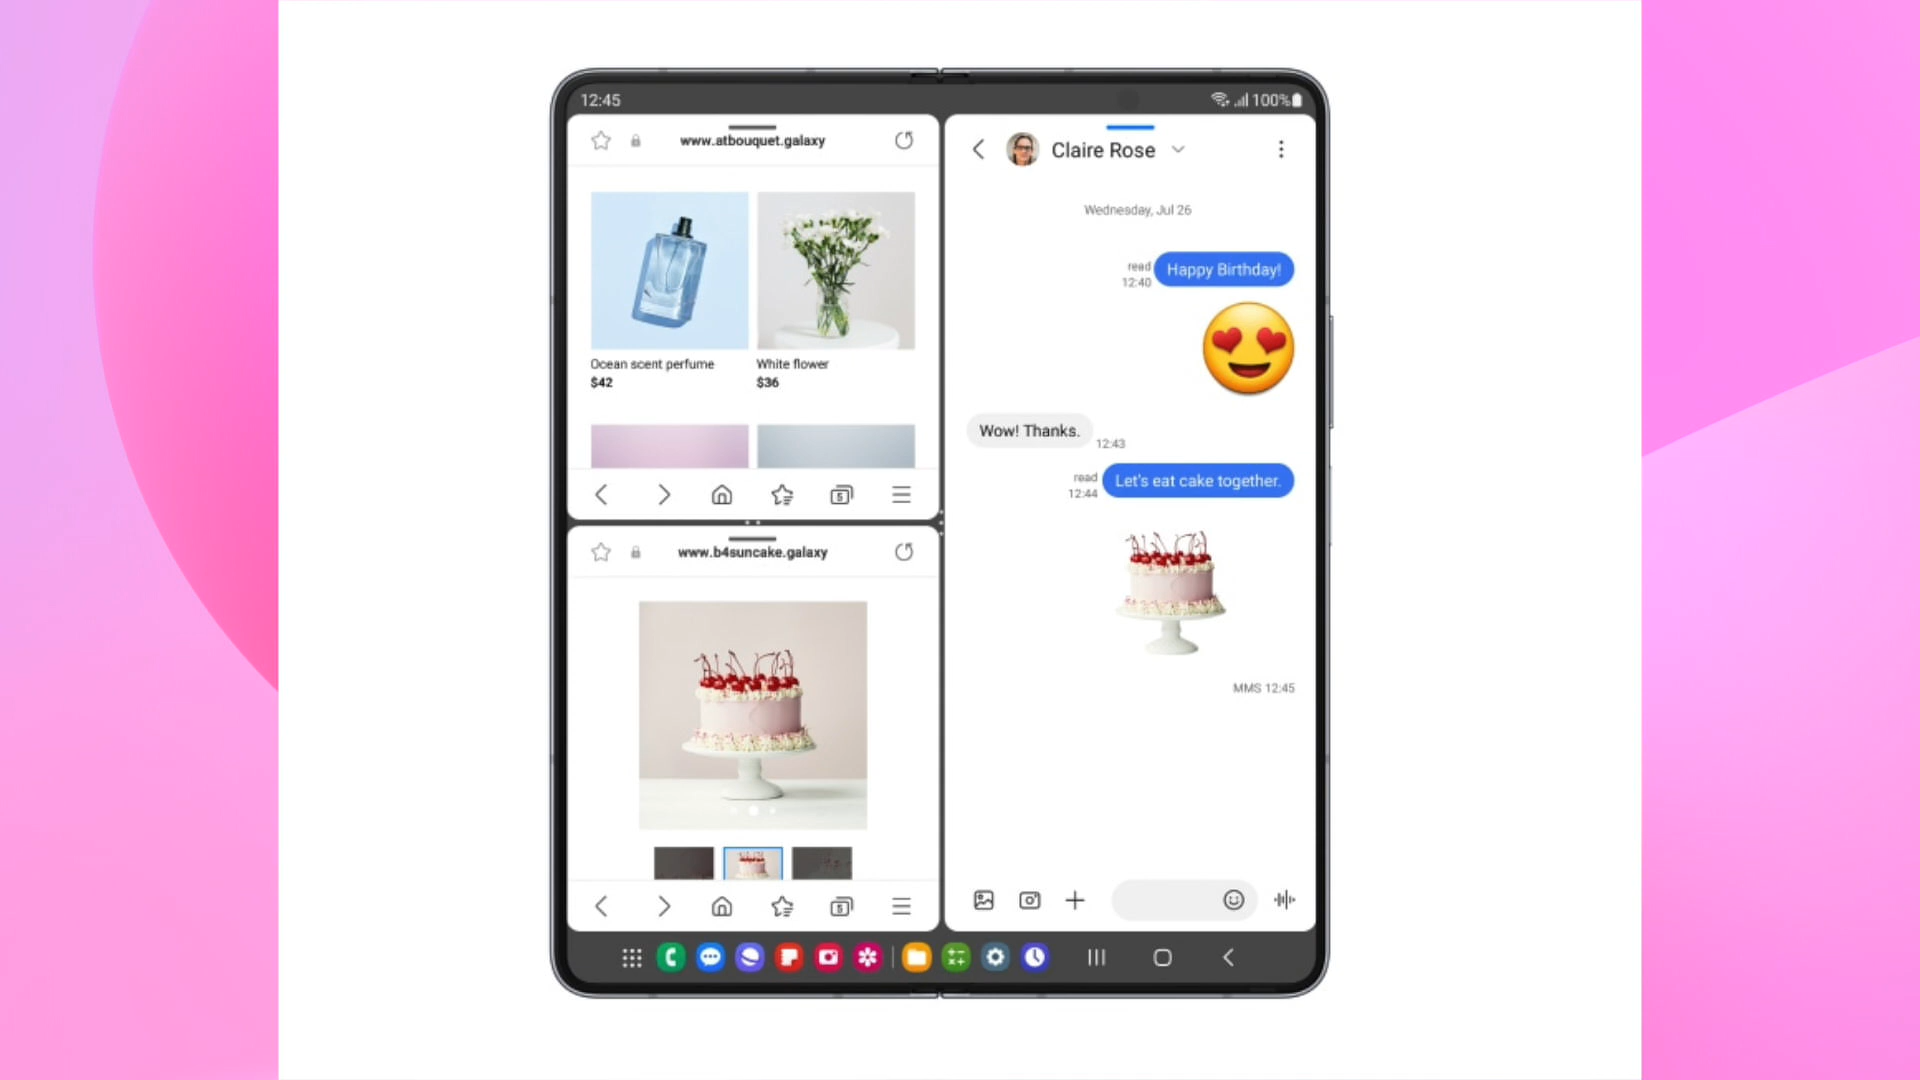 12:45
100%
www.atbouquet.galaxy
Ocean scent perfume
$42
White flower
$36
5
www.b4suncake.galaxy
5
Claire Rose
Wednesday, Jul 26
read
12:40
Happy Birthday!
Wow! Thanks.
12:43
read
12:44
Let's eat cake together.
MMS 12:45